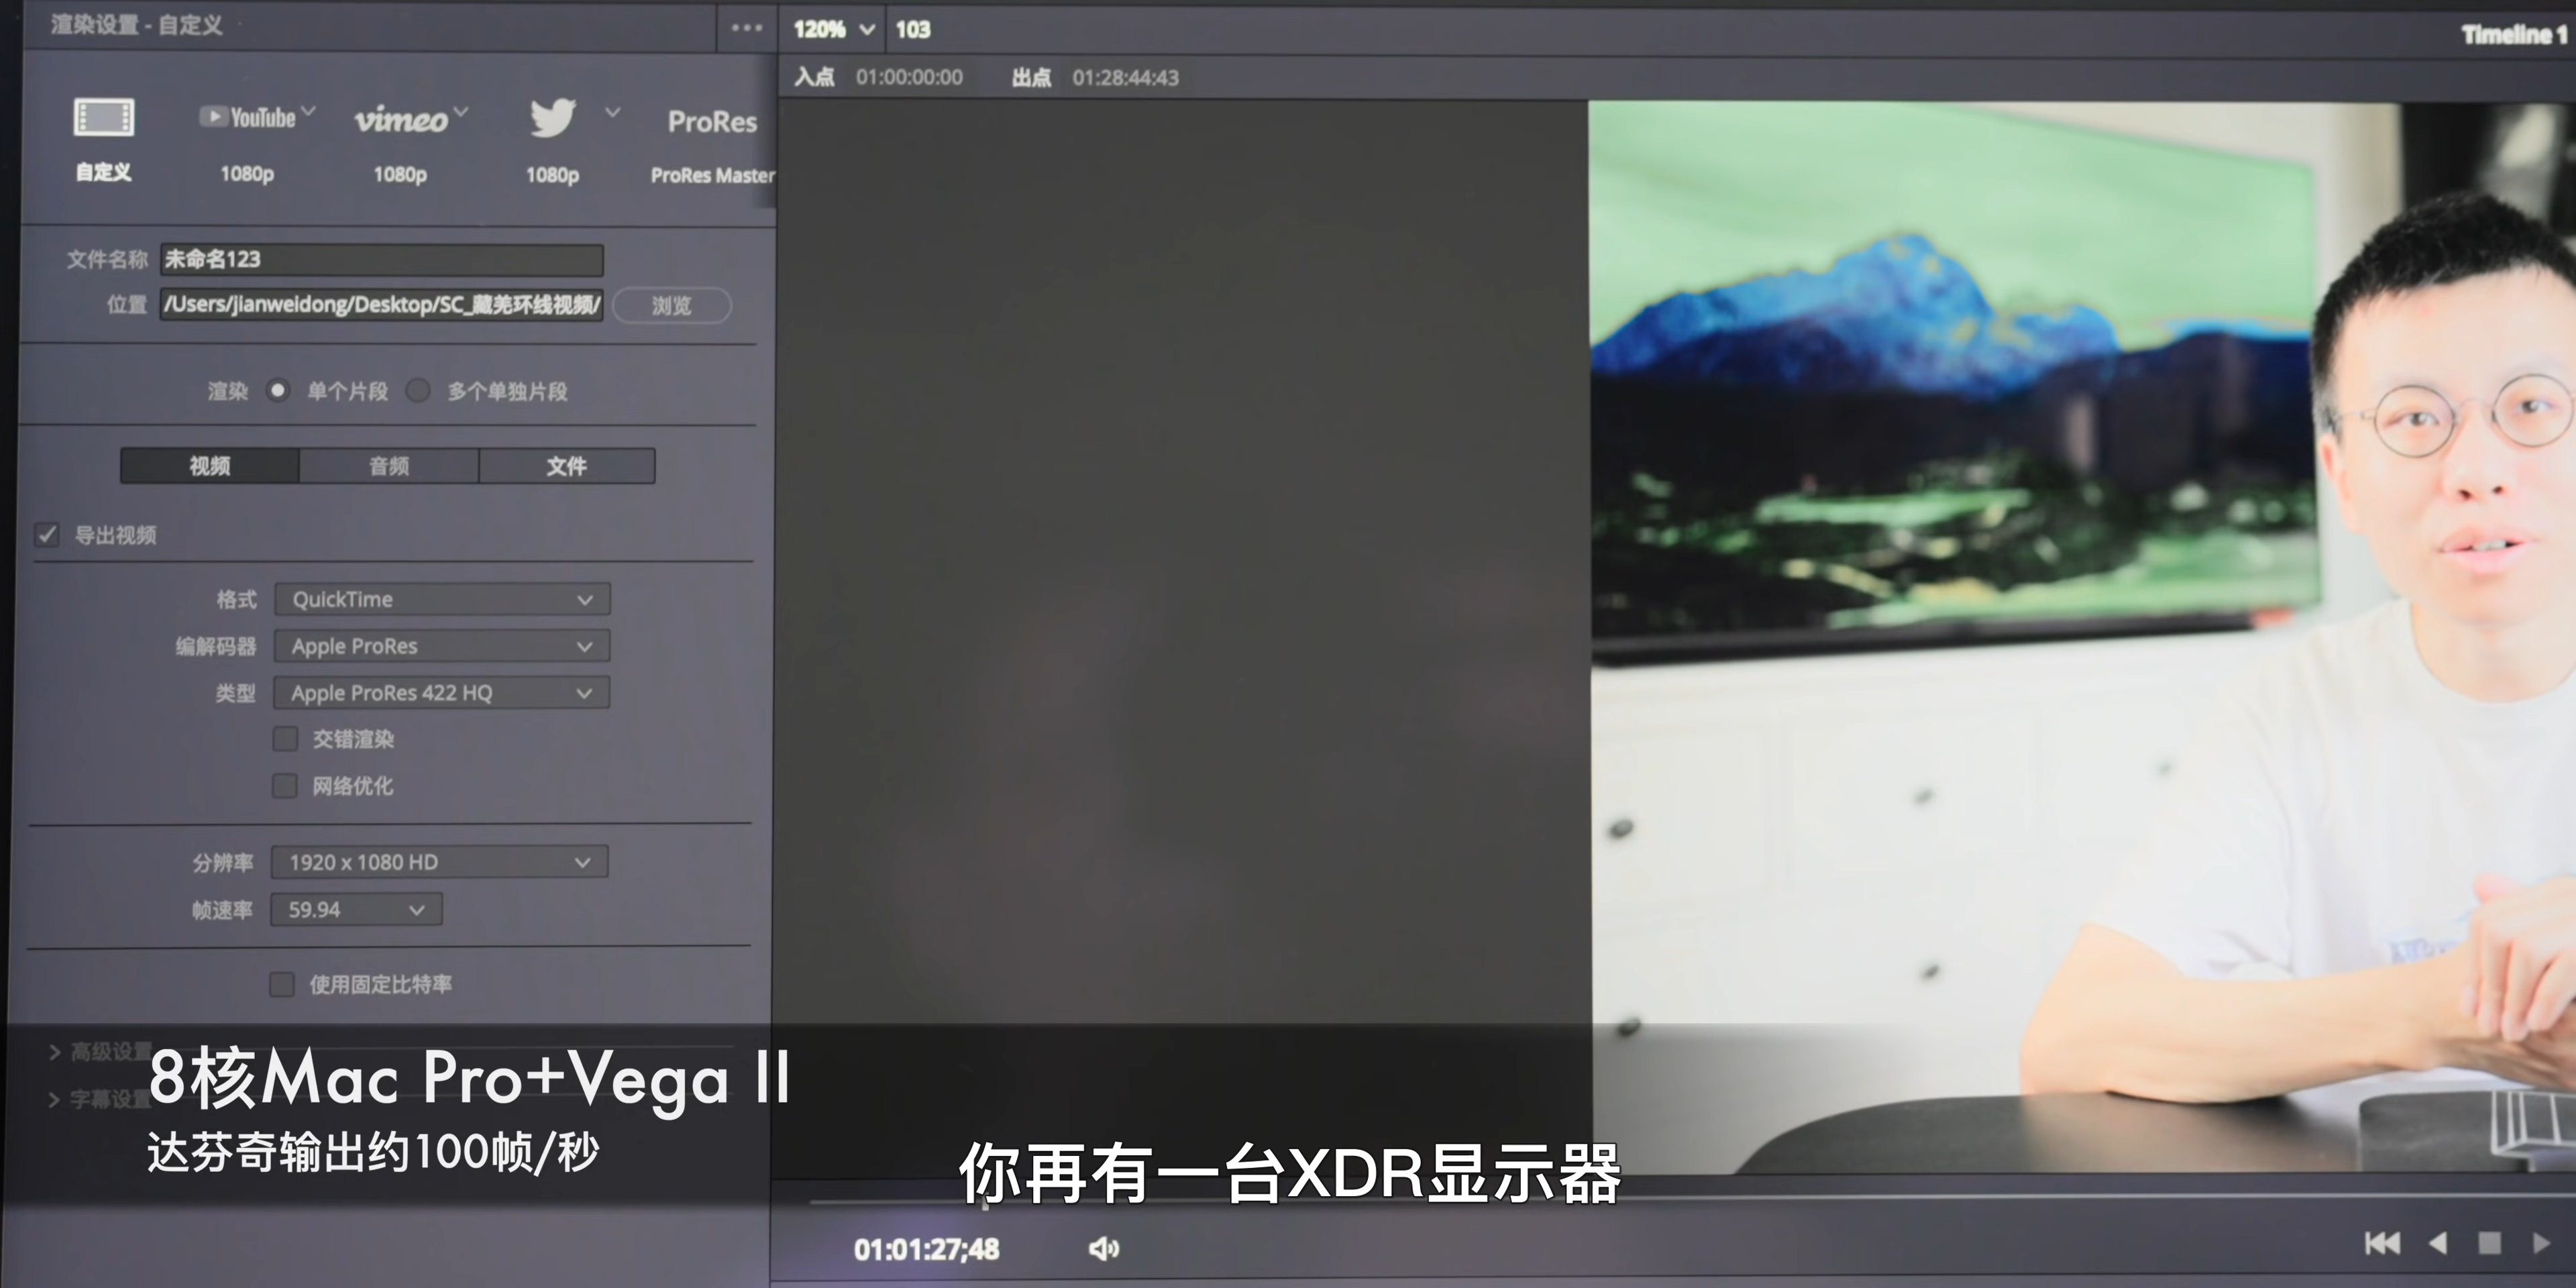 渲染设置 - 自定义
120%
103
Timeline 1
入点 01:00:00:00 出点 01:28:44:43
YouTube
vimeo
ProRes
自定义
1080p
1080p
1080p
ProRes Master
文件名称 未命名123
位置 /Users/jianweidong/Desktop/SC_藏羌环线视频/ 浏览
渲染 单个片段 多个单独片段
视频 音频 文件
导出视频
格式 QuickTime
编解码器 Apple ProRes
类型 Apple ProRes 422 HQ
交错渲染
网络优化
分辨率 1920 x 1080 HD
帧速率 59.94
使用固定比特率
高级设置
字幕设置
8核Mac Pro+Vega II
达芬奇输出约100帧/秒
你再有一台XDR显示器
01:01:27;48